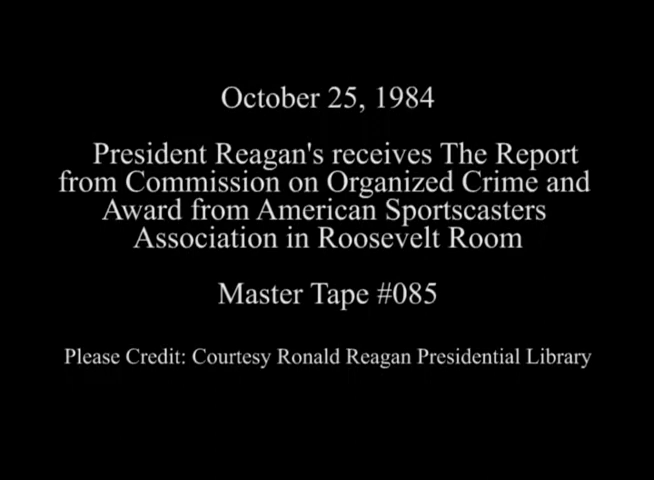 October 25, 1984
President Reagan's receives The Report
from Commission on Organized Crime and
Award from American Sportscasters
Association in Roosevelt Room
Master Tape #085
Please Credit: Courtesy Ronald Reagan Presidential Library